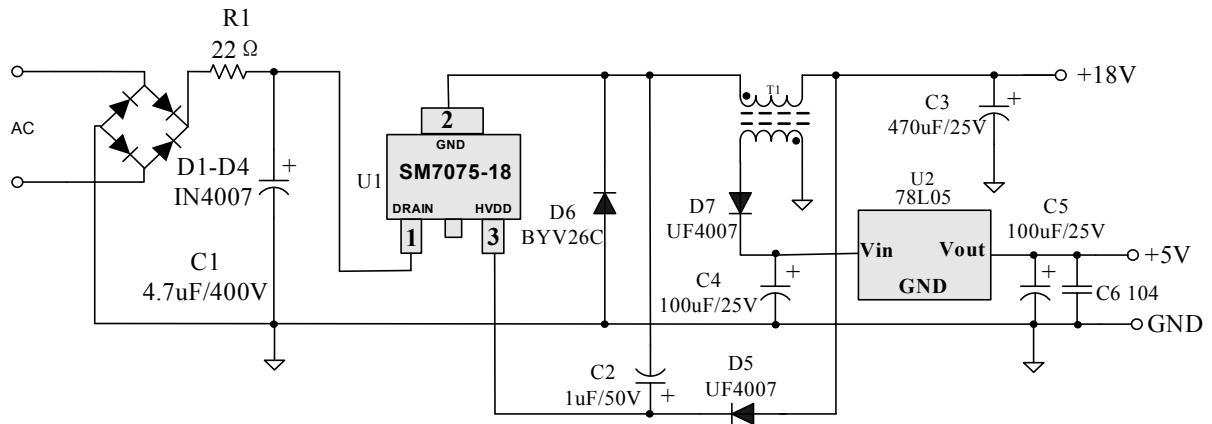 R1
22 Ω
AC
D1-D4
IN4007
C1
4.7uF/400V
U1
2
GND
SM7075-18
DRAIN
HVDD
1
3
D6
BYV26C
T1
+18V
C3
470uF/25V
D7
UF4007
U2
78L05
Vin
Vout
GND
C4
100uF/25V
C5
100uF/25V
+5V
C6 104
GND
C2
1uF/50V
D5
UF4007
+
+
+
+
+